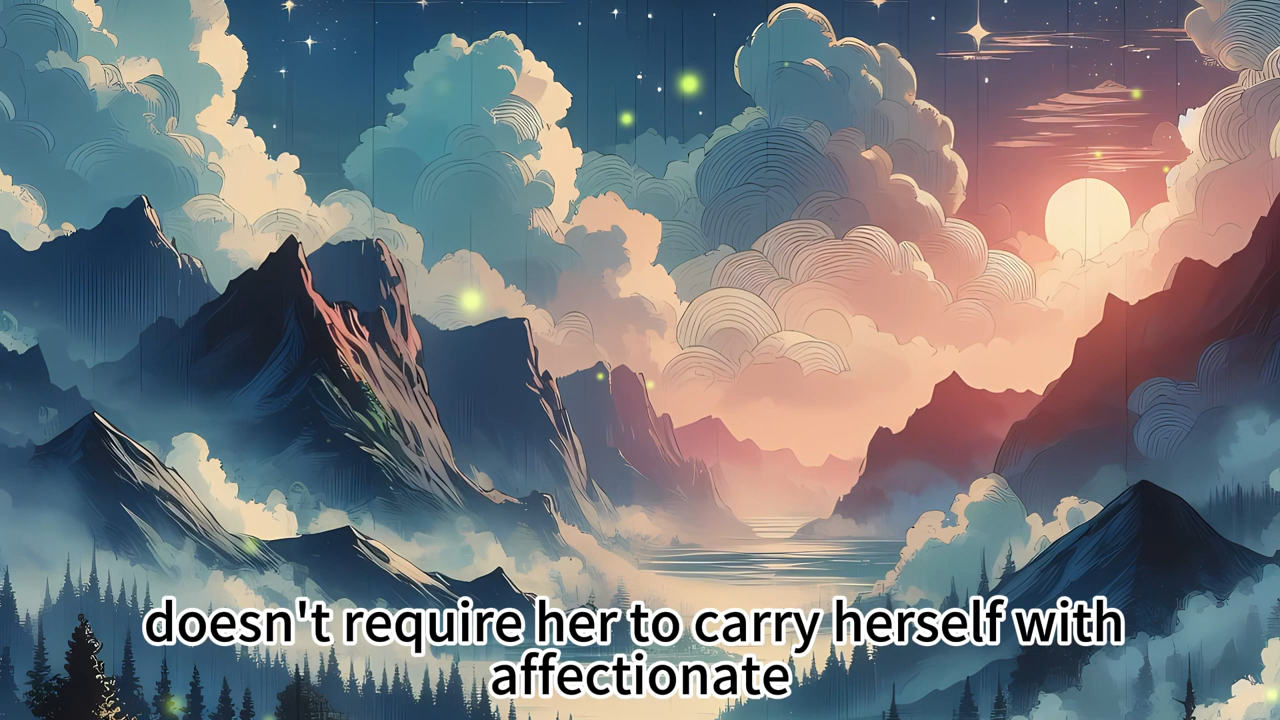 doesn't require her to carry herself with
affectionate